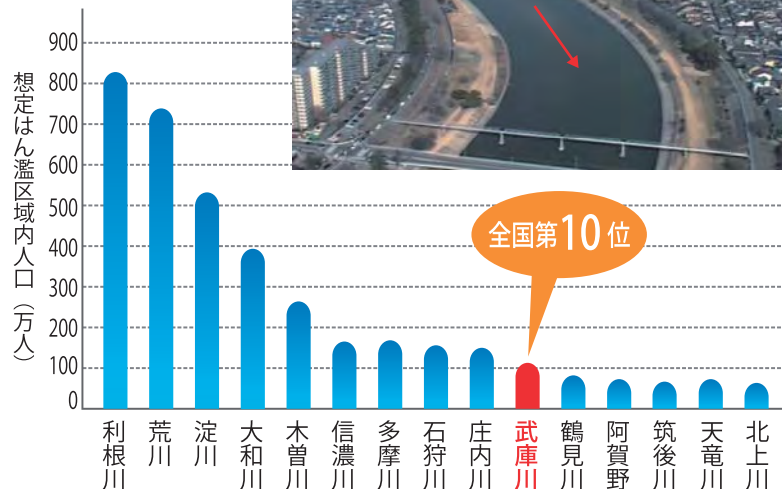 想定はん濫区域内人口（万人）
900
800
700
600
500
400
300
200
100
0
全国第10位
利根川
荒川
淀川
大和川
木曽川
信濃川
多摩川
石狩川
庄内川
武庫川
鶴見川
阿賀野
筑後川
天竜川
北上川